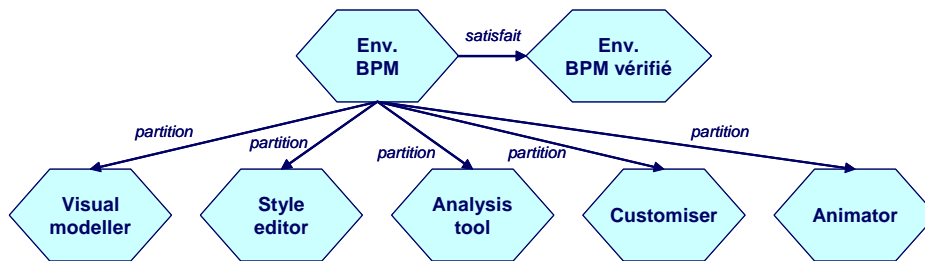 satisfait
Env.
BPM
Env.
BPM vérifié
partition
partition
partition
partition
partition
Visual
modeller
Style
editor
Analysis
tool
Customiser
Animator